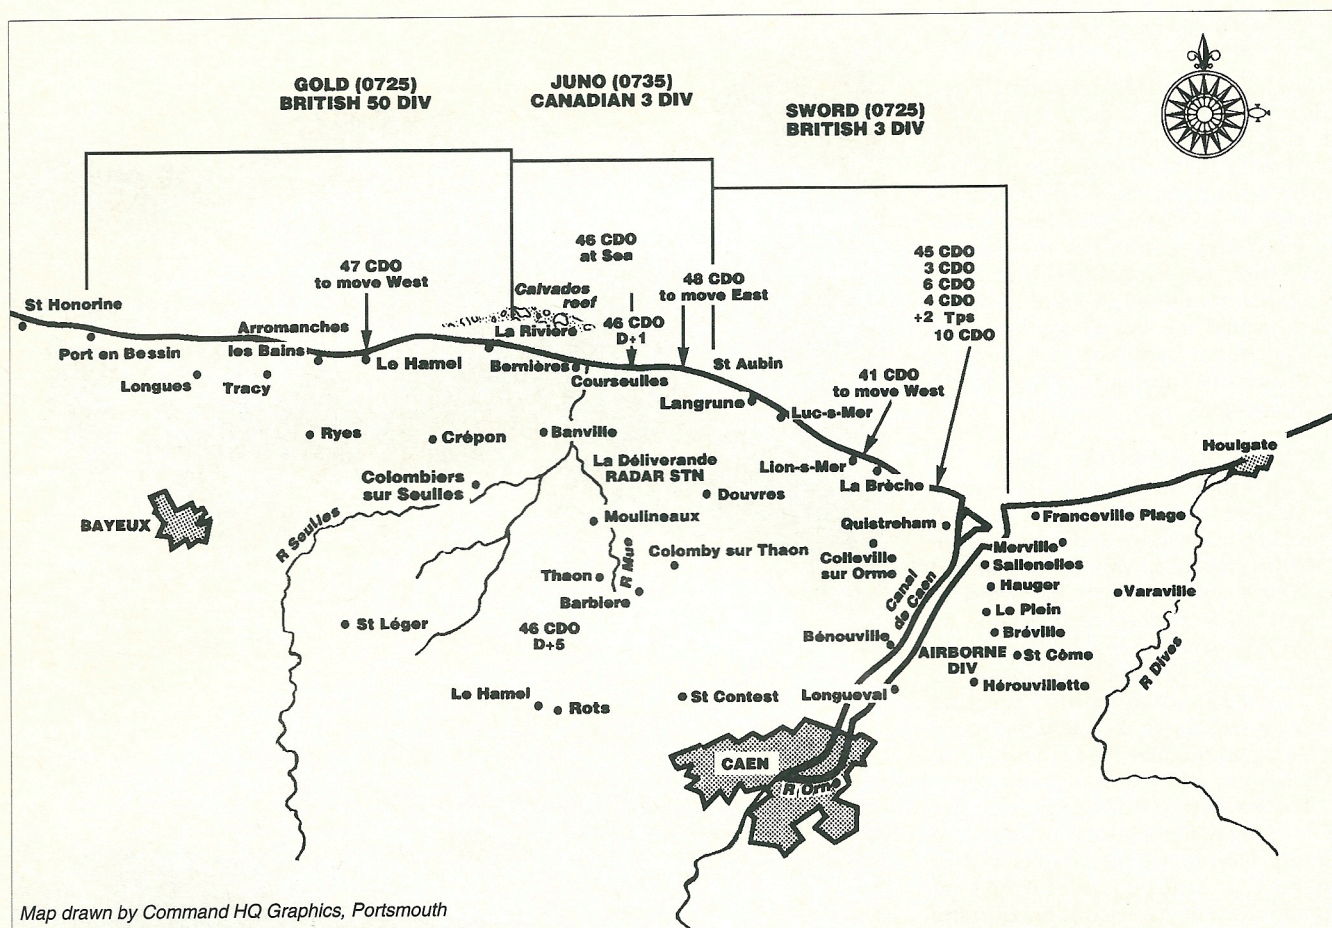 GOLD (0725)
BRITISH 50 DIV
JUNO (0735)
CANADIAN 3 DIV
SWORD (0725)
BRITISH 3 DIV
46 CDO
at Sea
47 CDO
to move West
48 CDO
to move East
45 CDO
3 CDO
6 CDO
4 CDO
+2 Tps
10 CDO
Calvados
reef
St Honorine
Arromanches
les Bains
La Rivière
46 CDO
D+1
Port en Bessin
Le Hamel
Bernières
St Aubin
Longues
Tracy
Courseulles
41 CDO
to move West
Langrune
Luc-s-Mer
Ryes
Crépon
Banville
Houlgate
La Déliverande
RADAR STN
Lion-s-Mer
Colombiers
sur Seulles
La Brèche
Douvres
BAYEUX
R Seulles
Moulineaux
Quistreham
Franceville Plage
R Mue
Colomby sur Thaon
Colleville
sur Orme
Merville
Sallenelles
Thaon
Canal
de Caen
Hauger
Varaville
Barbiere
Le Plein
St Léger
46 CDO
D+5
Bénouville
Bréville
AIRBORNE
DIV
St Côme
R Dives
Hérouvillette
Le Hamel
Rots
St Contest
Longueval
CAEN
R Orne
Map drawn by Command HQ Graphics, Portsmouth